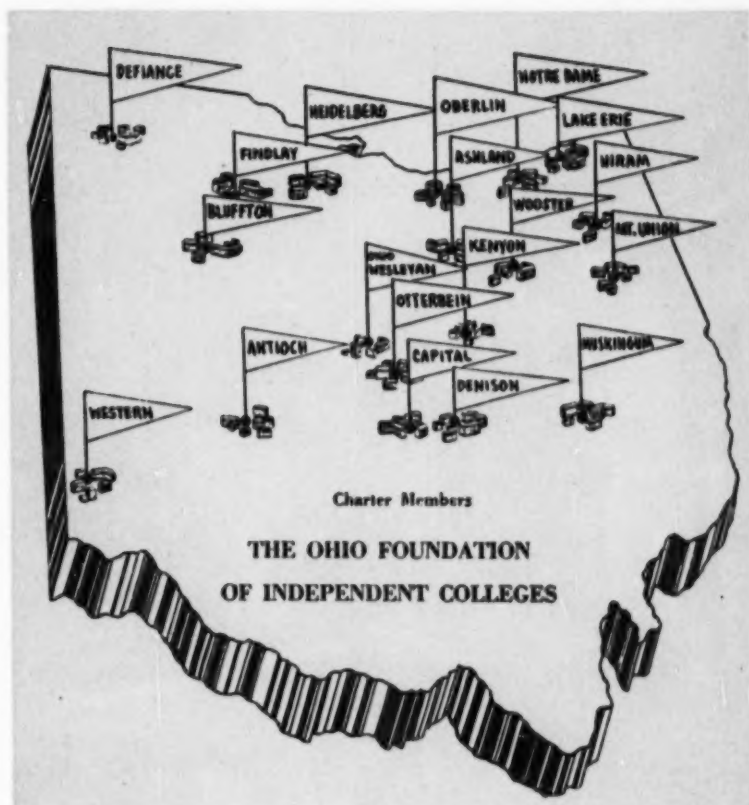 DEFIANCE
NOTRE DAME
HEIDELBERG
OBERLIN
LAKE ERIE
FINDLAY
ASHLAND
HIRAM
BLUFFTON
WOOSTER
MT. UNION
KENYON
OHIO
WESLEYAN
OTTERBEIN
ANTIOCH
CAPITAL
MUSKINGUM
DENISON
WESTERN
Charter Members
THE OHIO FOUNDATION
OF INDEPENDENT COLLEGES